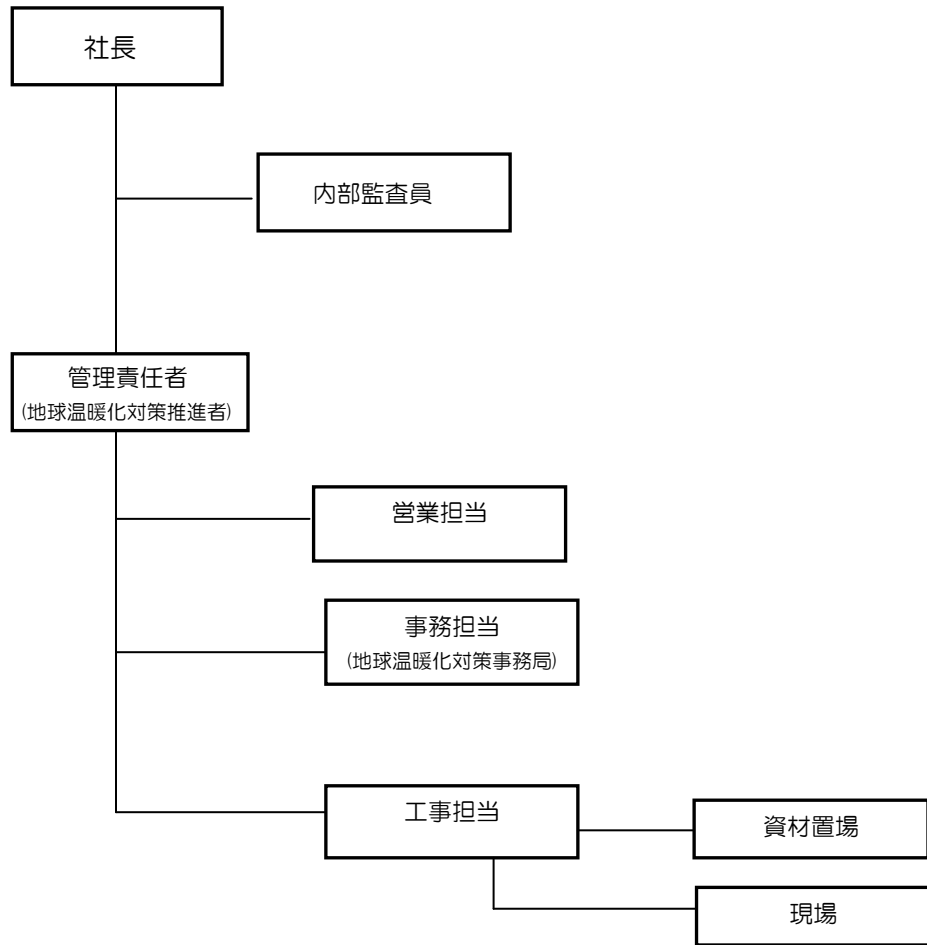 社長
内部監査員
管理責任者
(地球温暖化対策推進者)
営業担当
事務担当
(地球温暖化対策事務局)
工事担当
資材置場
現場